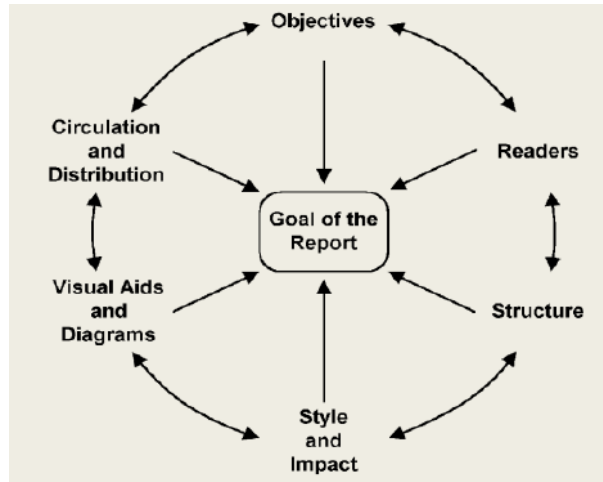 Objectives
Circulation
and
Distribution
Readers
Goal of the
Report
Visual Aids
and
Diagrams
Structure
Style
and
Impact